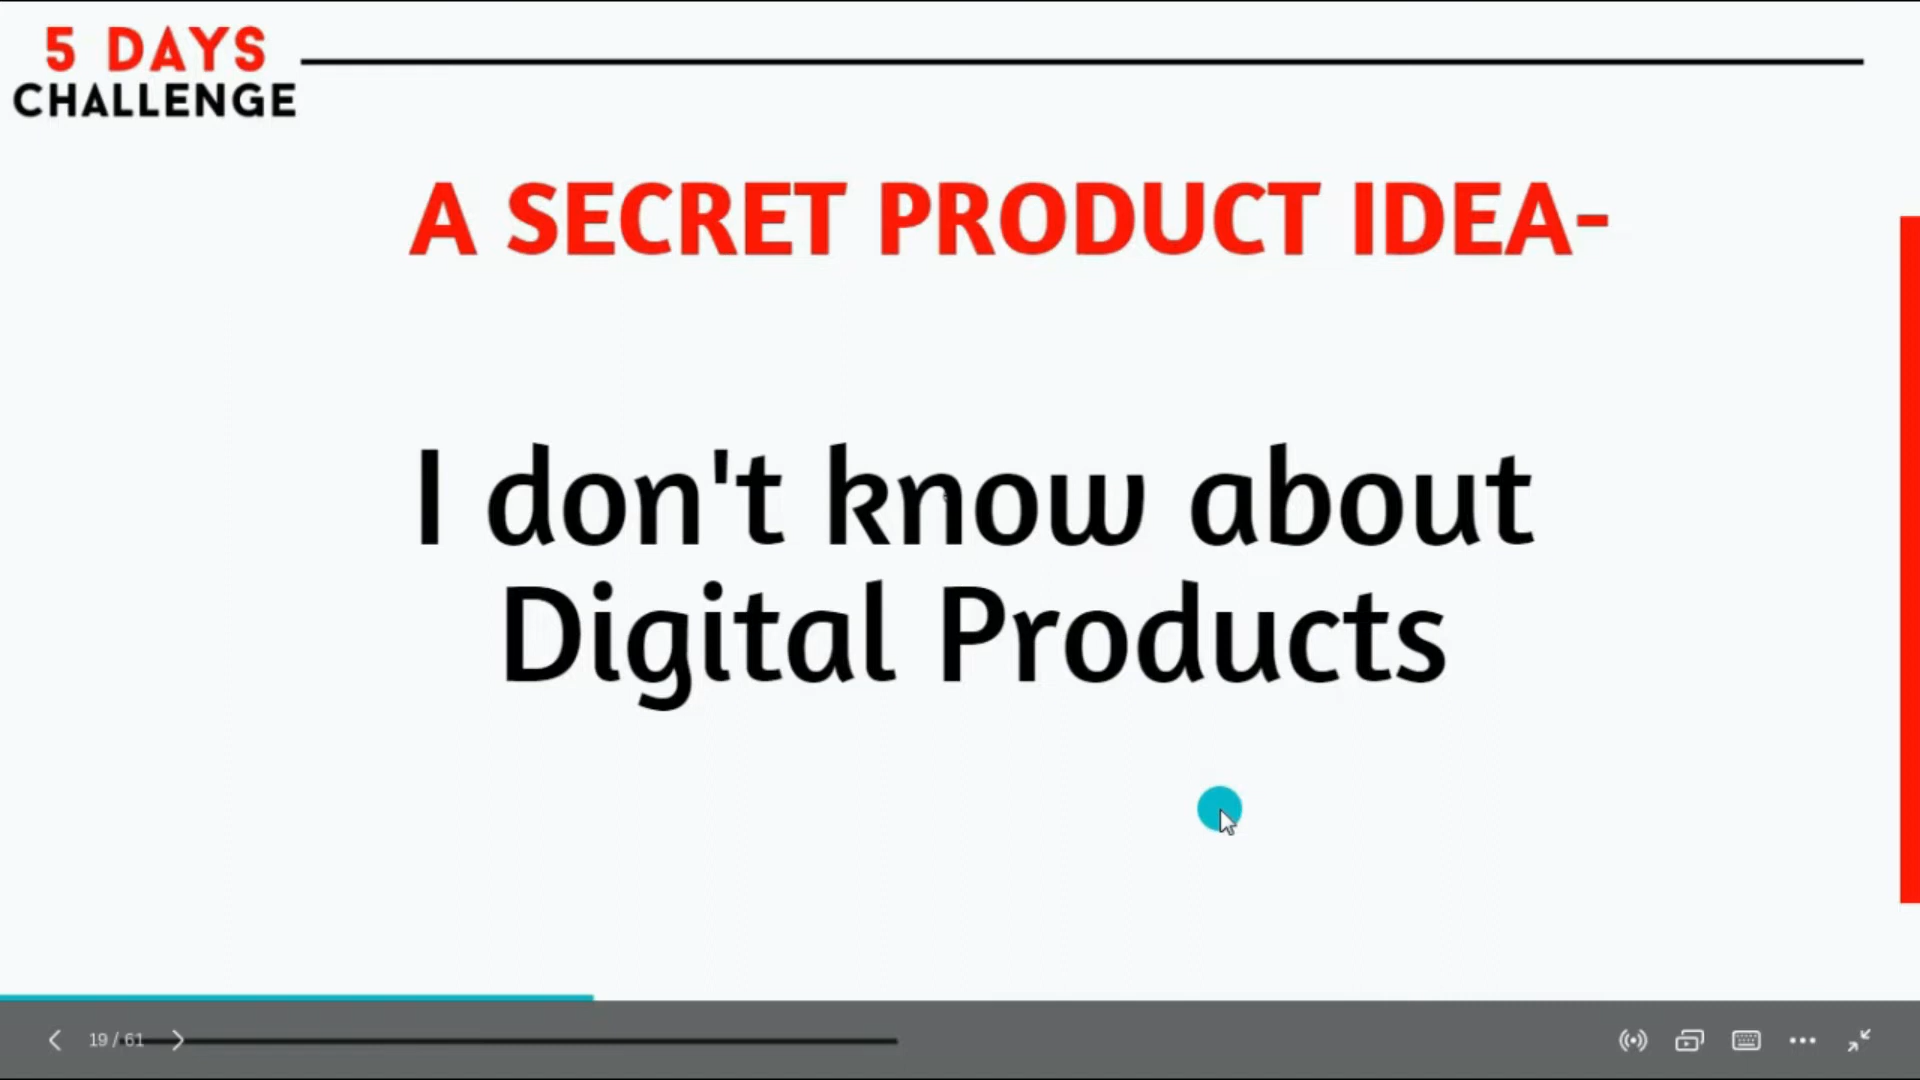 5 DAYS
CHALLENGE
A SECRET PRODUCT IDEA-
I don't know about
Digital Products
19 / 61